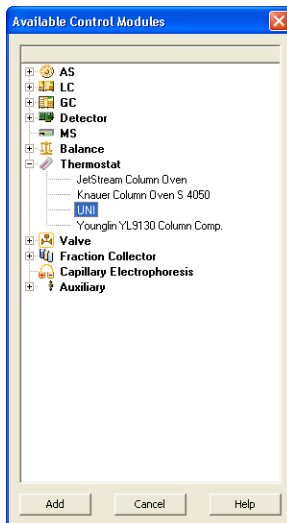 Available Control Modules
AS
LC
GC
Detector
MS
Balance
Thermostat
JetStream Column Oven
Knauer Column Oven S 4050
UNI
Younglin YL9130 Column Comp.
Valve
Fraction Collector
Capillary Electrophoresis
Auxiliary
Add Cancel Help